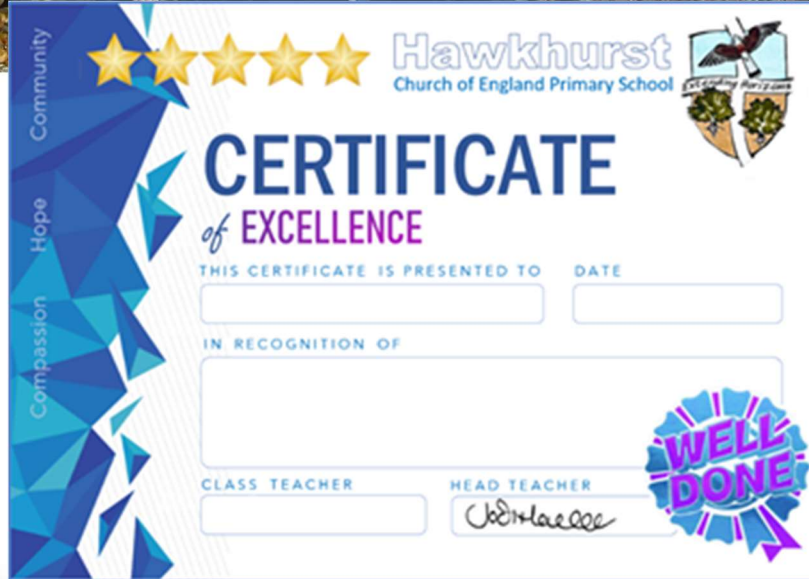 Community
Hope
Compassion
Hawkhurst
Church of England Primary School
Extending Horizons
CERTIFICATE
of EXCELLENCE
THIS CERTIFICATE IS PRESENTED TO
DATE
IN RECOGNITION OF
WELL
DONE
CLASS TEACHER
HEAD TEACHER